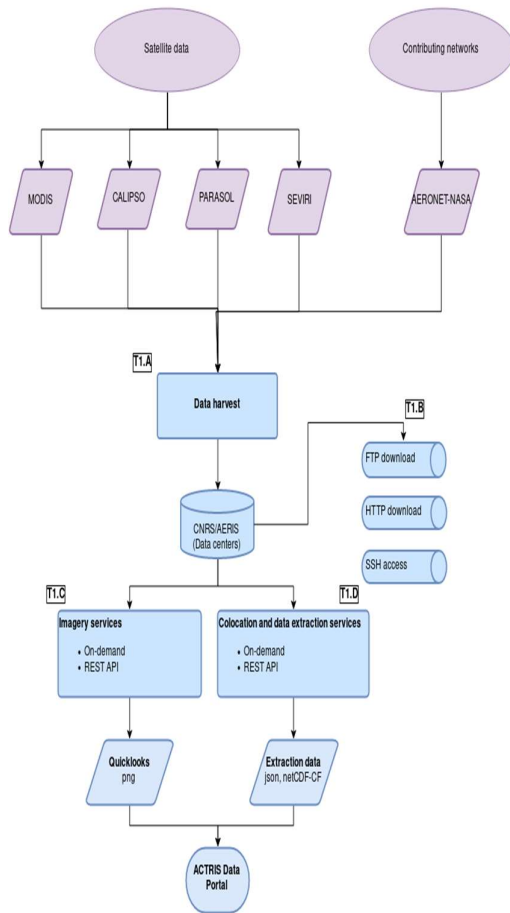 Satellite data
Contributing networks
MODIS
CALIPSO
PARASOL
SEVIRI
AERONET-NASA
T1.A
Data harvest
T1.B
FTP download
HTTP download
SSH access
CNRS/AERIS
(Data centers)
T1.C
Imagery services
• On-demand
• REST API
T1.D
Colocation and data extraction services
• On-demand
• REST API
Quicklooks
png
Extraction data
json, netCDF-CF
ACTRIS Data
Portal